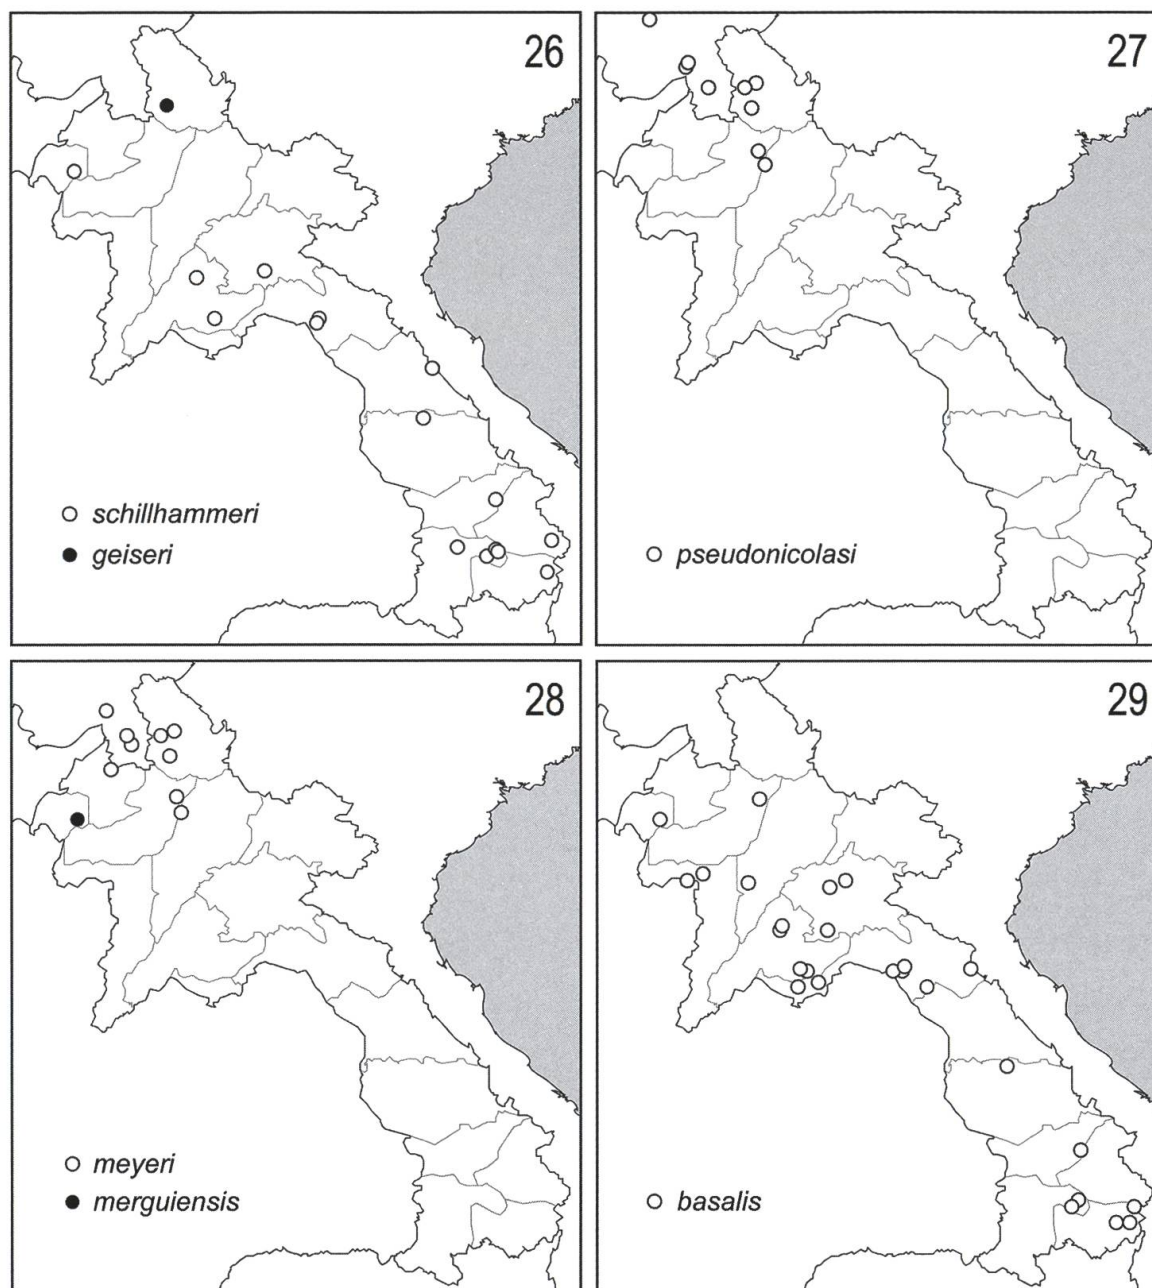 26
schillhammeri
geiseri
27
pseudonicolasi
28
meyeri
merguiensis
29
basalis